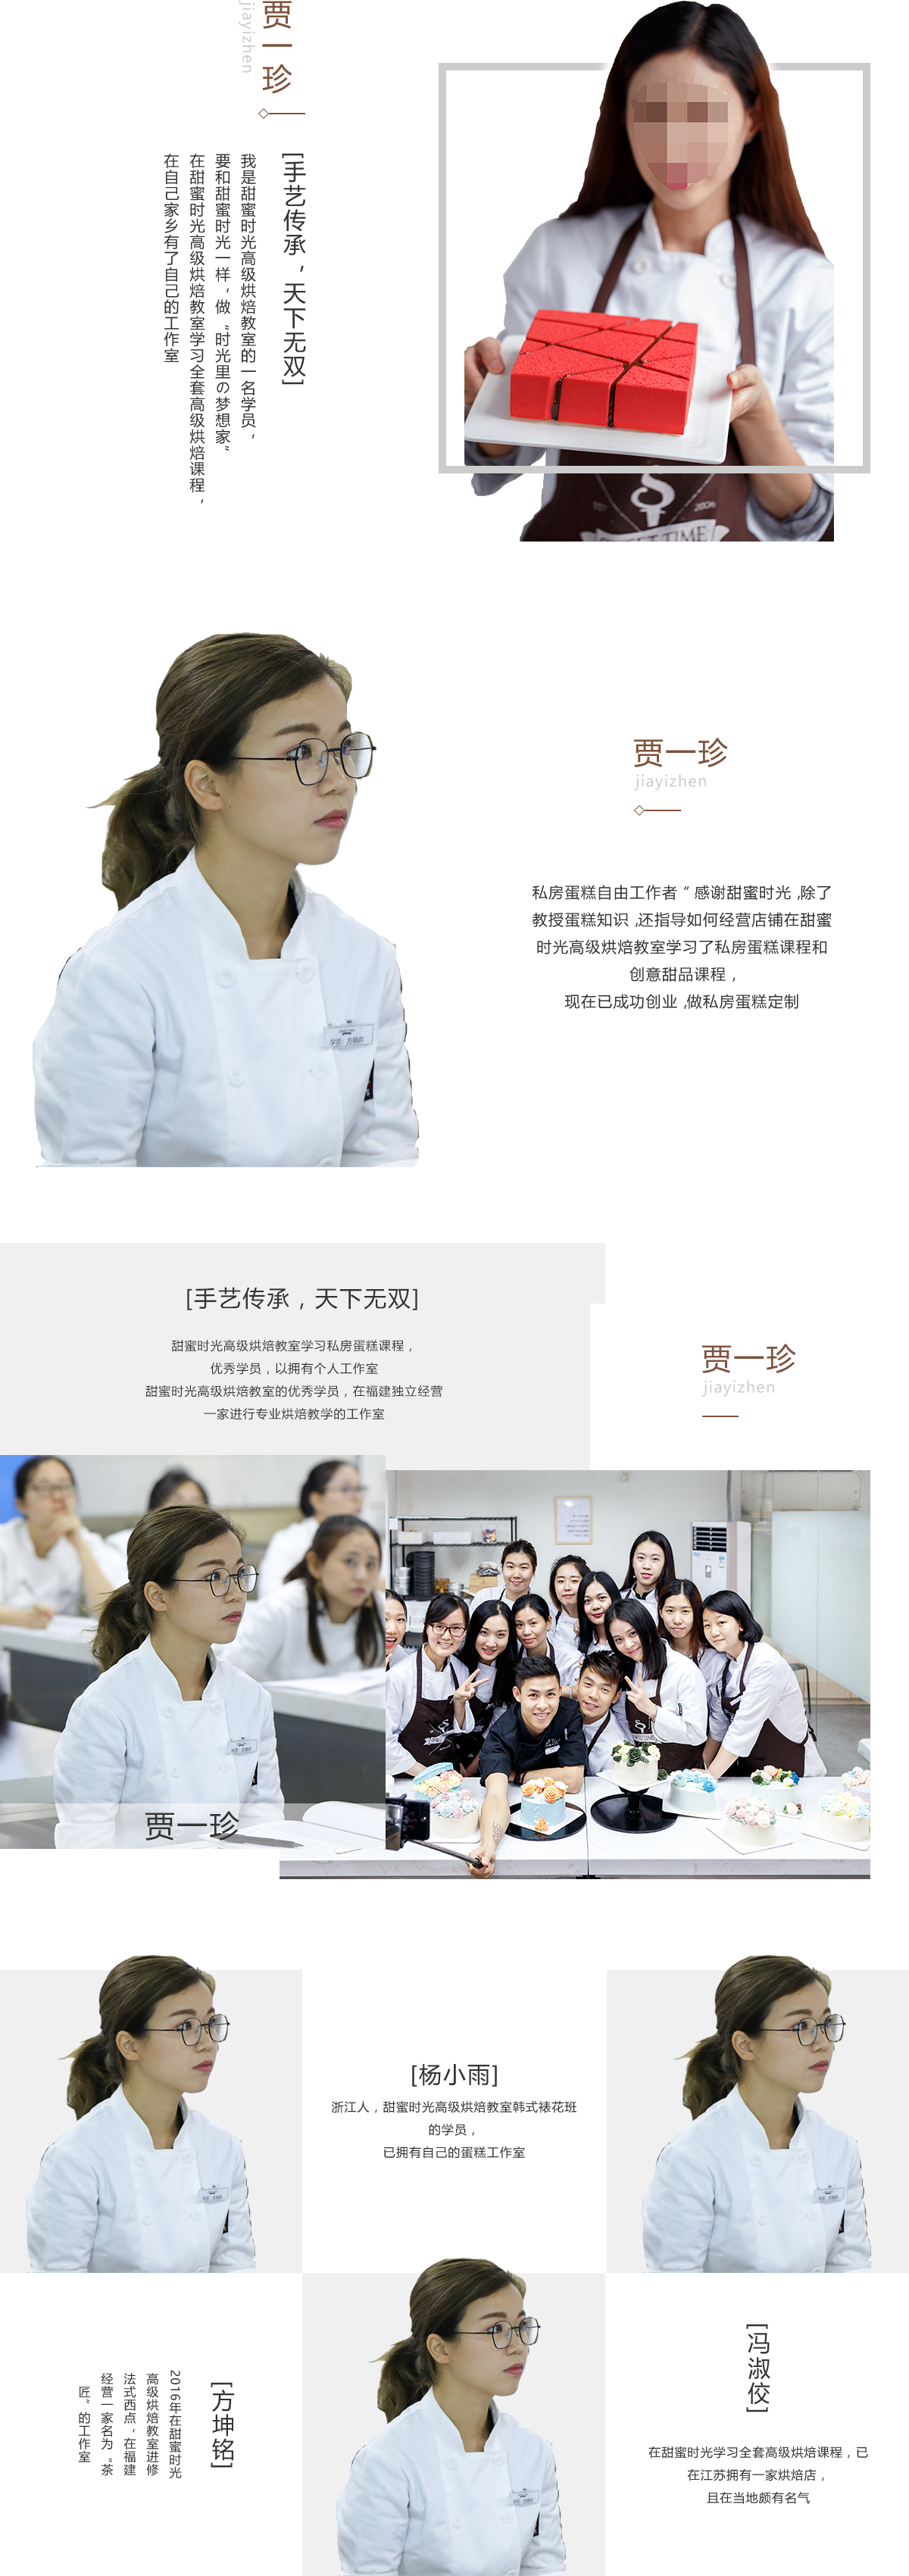 贾一珍
jiayizhen
[手艺传承，天下无双]
我是甜蜜时光高级烘焙教室的一名学员，
要和甜蜜时光一样，做“时光里の梦想家”
在甜蜜时光高级烘焙教室学习全套高级烘焙课程，
在自己家乡有了自己的工作室
2006
TIME
贾一珍
jiayizhen
私房蛋糕自由工作者“感谢甜蜜时光,除了
教授蛋糕知识,还指导如何经营店铺在甜蜜
时光高级烘焙教室学习了私房蛋糕课程和
创意甜品课程，
现在已成功创业,做私房蛋糕定制
[手艺传承，天下无双]
甜蜜时光高级烘焙教室学习私房蛋糕课程，
优秀学员，以拥有个人工作室
甜蜜时光高级烘焙教室的优秀学员，在福建独立经营
一家进行专业烘焙教学的工作室
贾一珍
jiayizhen
贾一珍
[杨小雨]
浙江人，甜蜜时光高级烘焙教室韩式裱花班
的学员，
已拥有自己的蛋糕工作室
[方坤铭]
2016年在甜蜜时光
高级烘焙教室进修
法式西点，在福建
经营一家名为“茶
匠”的工作室
[冯淑佼]
在甜蜜时光学习全套高级烘焙课程，已
在江苏拥有一家烘焙店，
且在当地颇有名气